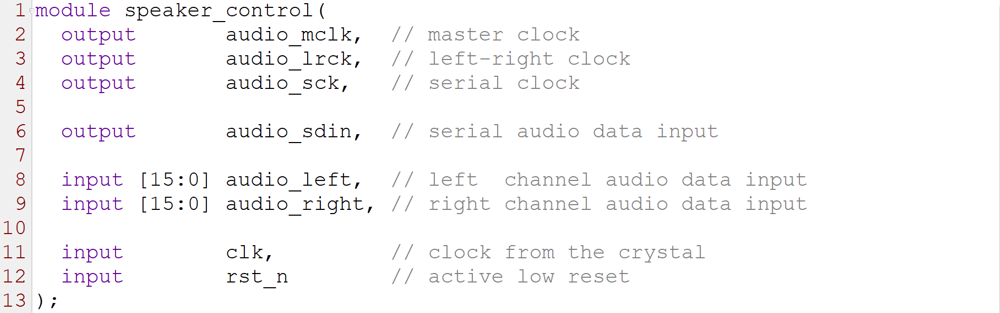 1 module speaker_control(
2   output       audio_mclk,  // master clock
3   output       audio_lrck,  // left-right clock
4   output       audio_sck,   // serial clock
5
6   output       audio_sdin,  // serial audio data input
7
8   input [15:0] audio_left,  // left  channel audio data input
9   input [15:0] audio_right, // right channel audio data input
10
11   input        clk,         // clock from the crystal
12   input        rst_n        // active low reset
13 );